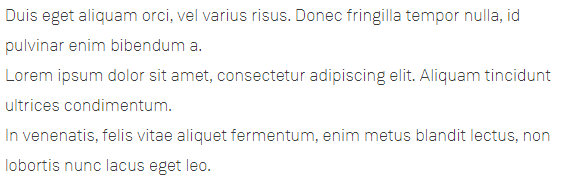 Duis eget aliquam orci, vel varius risus. Donec fringilla tempor nulla, id
pulvinar enim bibendum a.
Lorem ipsum dolor sit amet, consectetur adipiscing elit. Aliquam tincidunt
ultrices condimentum.
In venenatis, felis vitae aliquet fermentum, enim metus blandit lectus, non
lobortis nunc lacus eget leo.